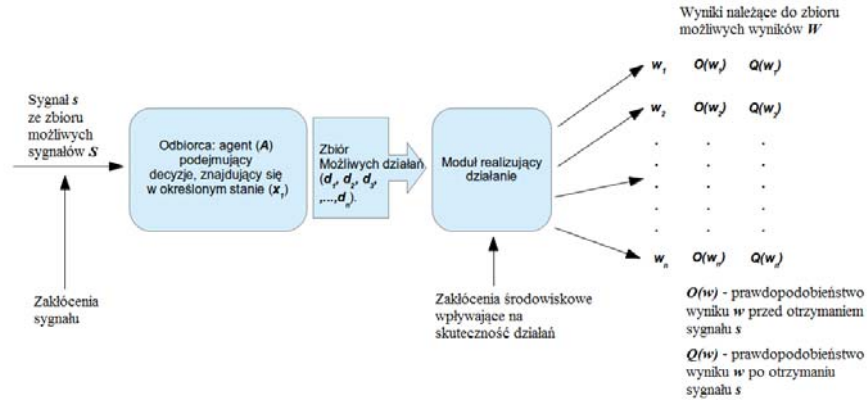 Wyniki należące do zbioru
możliwych wyników W
Sygnał s
ze zbioru
możliwych
sygnałów S
Odbiorca: agent (A)
podejmujący
decyzje, znajdujący się
w określonym stanie (x₁)
Zbiór
Możliwych działań
(d₁, d₂, d₃,
,...,dₙ).
Moduł realizujący
działanie
w₁ O(w₁) Q(w₁)
w₂ O(w₂) Q(w₂)
. . .
. . .
. . .
. . .
. . .
wₙ O(wₙ) Q(wₙ)
Zakłócenia
sygnału
Zakłócenia środowiskowe
wpływające na
skuteczność działań
O(w) - prawdopodobieństwo
wyniku w przed otrzymaniem
sygnału s
Q(w) - prawdopodobieństwo
wyniku w po otrzymaniu
sygnału s